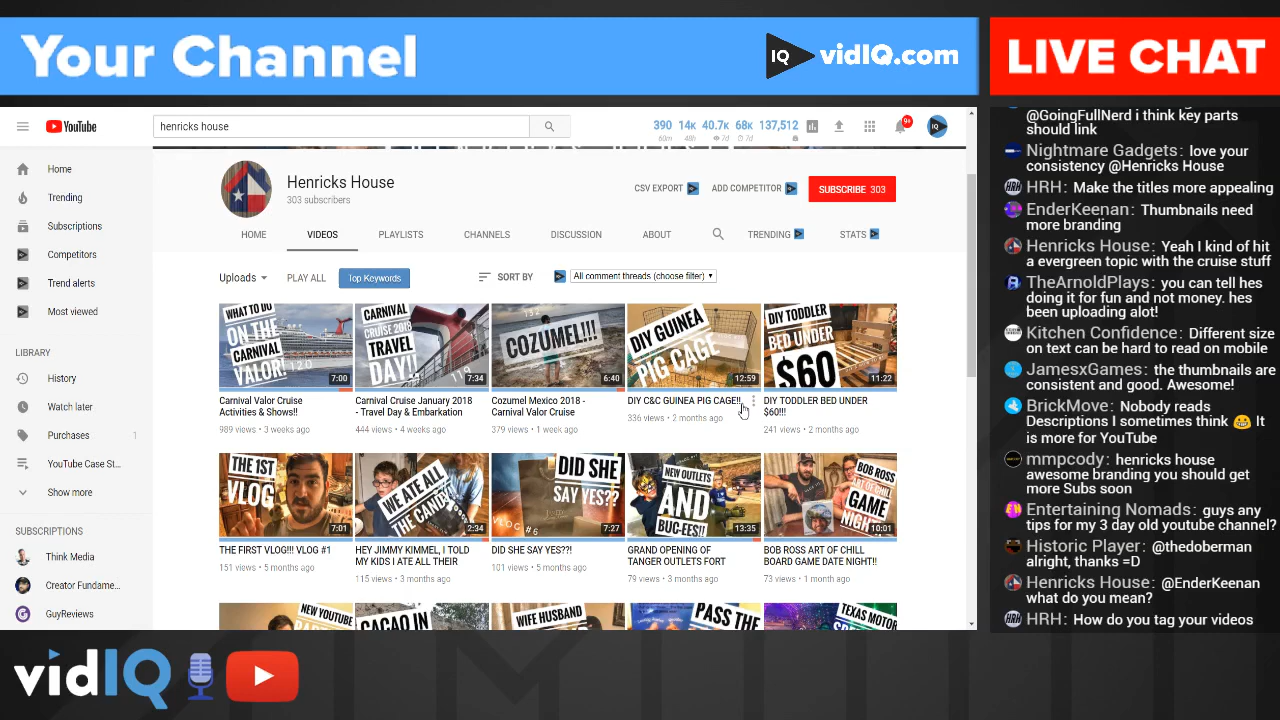 Your Channel
IQ vidIQ.com
LIVE CHAT
YouTube
henricks house
390 14K 40.7K 68K 137,512
60m 48h 7d 7d
9+
IQ
Home
Trending
Subscriptions
Competitors
Trend alerts
Most viewed
LIBRARY
History
Watch later
Purchases 1
YouTube Case St...
Show more
SUBSCRIPTIONS
Think Media
Creator Fundame...
GuyReviews
Henricks House
303 subscribers
CSV EXPORT
ADD COMPETITOR
SUBSCRIBE 303
HOME
VIDEOS
PLAYLISTS
CHANNELS
DISCUSSION
ABOUT
TRENDING
STATS
Uploads
PLAY ALL
Top Keywords
SORT BY
All comment threads (choose filter)
WHAT TO DO
ON THE
CARNIVAL
VALOR!
120
7:00
Carnival Valor Cruise
Activities & Shows!!
989 views • 3 weeks ago
CARNIVAL
CRUISE 2018
TRAVEL
DAY!!
119
7:34
Carnival Cruise January 2018
- Travel Day & Embarkation
444 views • 4 weeks ago
132
COZUMEL!!!
6:40
Cozumel Mexico 2018 -
Carnival Valor Cruise
379 views • 1 week ago
DIY GUINEA
PIG CAGE
12:59
DIY C&C GUINEA PIG CAGE!!
336 views • 2 months ago
DIY TODDLER
BED UNDER
$60
11:22
DIY TODDLER BED UNDER
$60!!!
241 views • 2 months ago
THE 1ST
VLOG
7:01
THE FIRST VLOG!!! VLOG #1
151 views • 5 months ago
WE ATE ALL
THE CANDY
2:34
HEY JIMMY KIMMEL, I TOLD
MY KIDS I ATE ALL THEIR
115 views • 3 months ago
DID SHE
SAY YES??
VLOG #6
7:27
DID SHE SAY YES??!
101 views • 5 months ago
NEW OUTLETS
AND
BUC-EES!!
13:35
GRAND OPENING OF
TANGER OUTLETS FORT
79 views • 3 months ago
BOB ROSS
ART OF CHILL
GAME
NIGHT
10:01
BOB ROSS ART OF CHILL
BOARD GAME DATE NIGHT!!
73 views • 1 month ago
NEW YOUTUBE
CACAO IN
WIFE HUSBAND
PASS THE
TEXAS MOTOR
@GoingFullNerd i think key parts
should link
Nightmare Gadgets: love your
consistency @Henricks House
HRH: Make the titles more appealing
EnderKeenan: Thumbnails need
more branding
Henricks House: Yeah I kind of hit
a evergreen topic with the cruise stuff
TheArnoldPlays: you can tell hes
doing it for fun and not money. hes
been uploading alot!
Kitchen Confidence: Different size
on text can be hard to read on mobile
JamesxGames: the thumbnails are
consistent and good. Awesome!
BrickMove: Nobody reads
Descriptions I sometimes think 😂 It
is more for YouTube
mmpcody: henricks house
awesome branding you should get
more Subs soon
Entertaining Nomads: guys any
tips for my 3 day old youtube channel?
Historic Player: @thedoberman
alright, thanks =D
Henricks House: @EnderKeenan
what do you mean?
HRH: How do you tag your videos
vidIQ